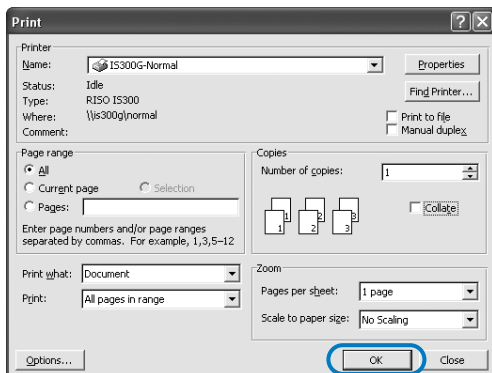 Print
Printer
Name: IS300G-Normal Properties
Status: Idle
Type: RISO IS300 Find Printer...
Where: \\is300g\normal Print to file
Comment: Manual duplex
Page range
All
Current page Selection
Pages:
Enter page numbers and/or page ranges
separated by commas. For example, 1,3,5–12
Copies
Number of copies: 1
1 1 2 2 3 3
Collate
Print what: Document
Print: All pages in range
Zoom
Pages per sheet: 1 page
Scale to paper size: No Scaling
Options... OK Close